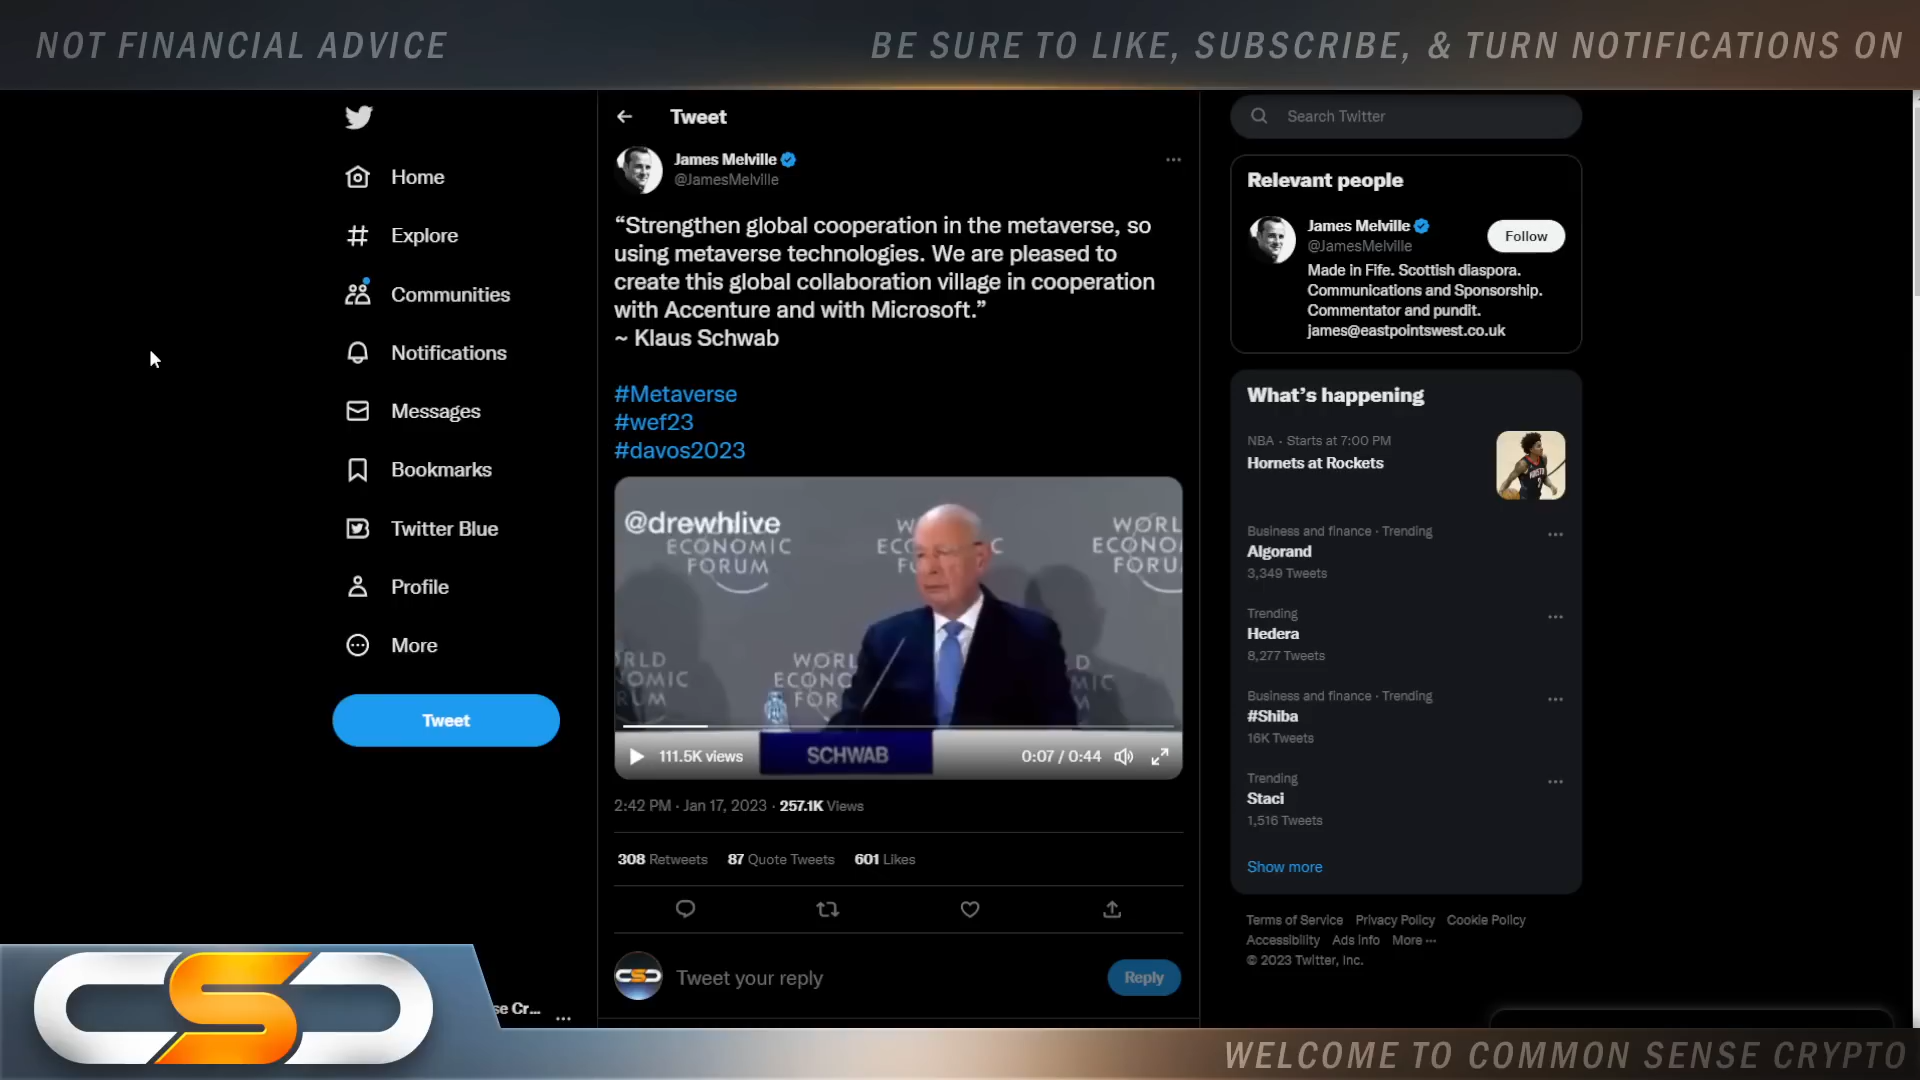 NOT FINANCIAL ADVICE
BE SURE TO LIKE, SUBSCRIBE, & TURN NOTIFICATIONS ON
Home
Explore
Communities
Notifications
Messages
Bookmarks
Twitter Blue
Profile
More
Tweet
se Cr...
Tweet
James Melville
@JamesMelville
“Strengthen global cooperation in the metaverse, so
using metaverse technologies. We are pleased to
create this global collaboration village in cooperation
with Accenture and with Microsoft.”
~ Klaus Schwab
#Metaverse
#wef23
#davos2023
@drewhlive
ECONOMIC
FORUM
W
EC C
F
WORL
ECONO
FORU
RLD
NOMIC
RUM
WORL
ECONO
FOR
D
MIC
SCHWAB
111.5K views
0:07 / 0:44
2:42 PM · Jan 17, 2023 · 257.1K Views
308 Retweets 87 Quote Tweets 601 Likes
CSC
Tweet your reply
Reply
Search Twitter
Relevant people
James Melville
@JamesMelville
Follow
Made in Fife. Scottish diaspora.
Communications and Sponsorship.
Commentator and pundit.
james@eastpointswest.co.uk
What’s happening
NBA · Starts at 7:00 PM
Hornets at Rockets
Business and finance · Trending
Algorand
3,349 Tweets
Trending
Hedera
8,277 Tweets
Business and finance · Trending
#Shiba
16K Tweets
Trending
Staci
1,516 Tweets
Show more
Terms of Service Privacy Policy Cookie Policy
Accessibility Ads info More ···
© 2023 Twitter, Inc.
CSC
WELCOME TO COMMON SENSE CRYPTO